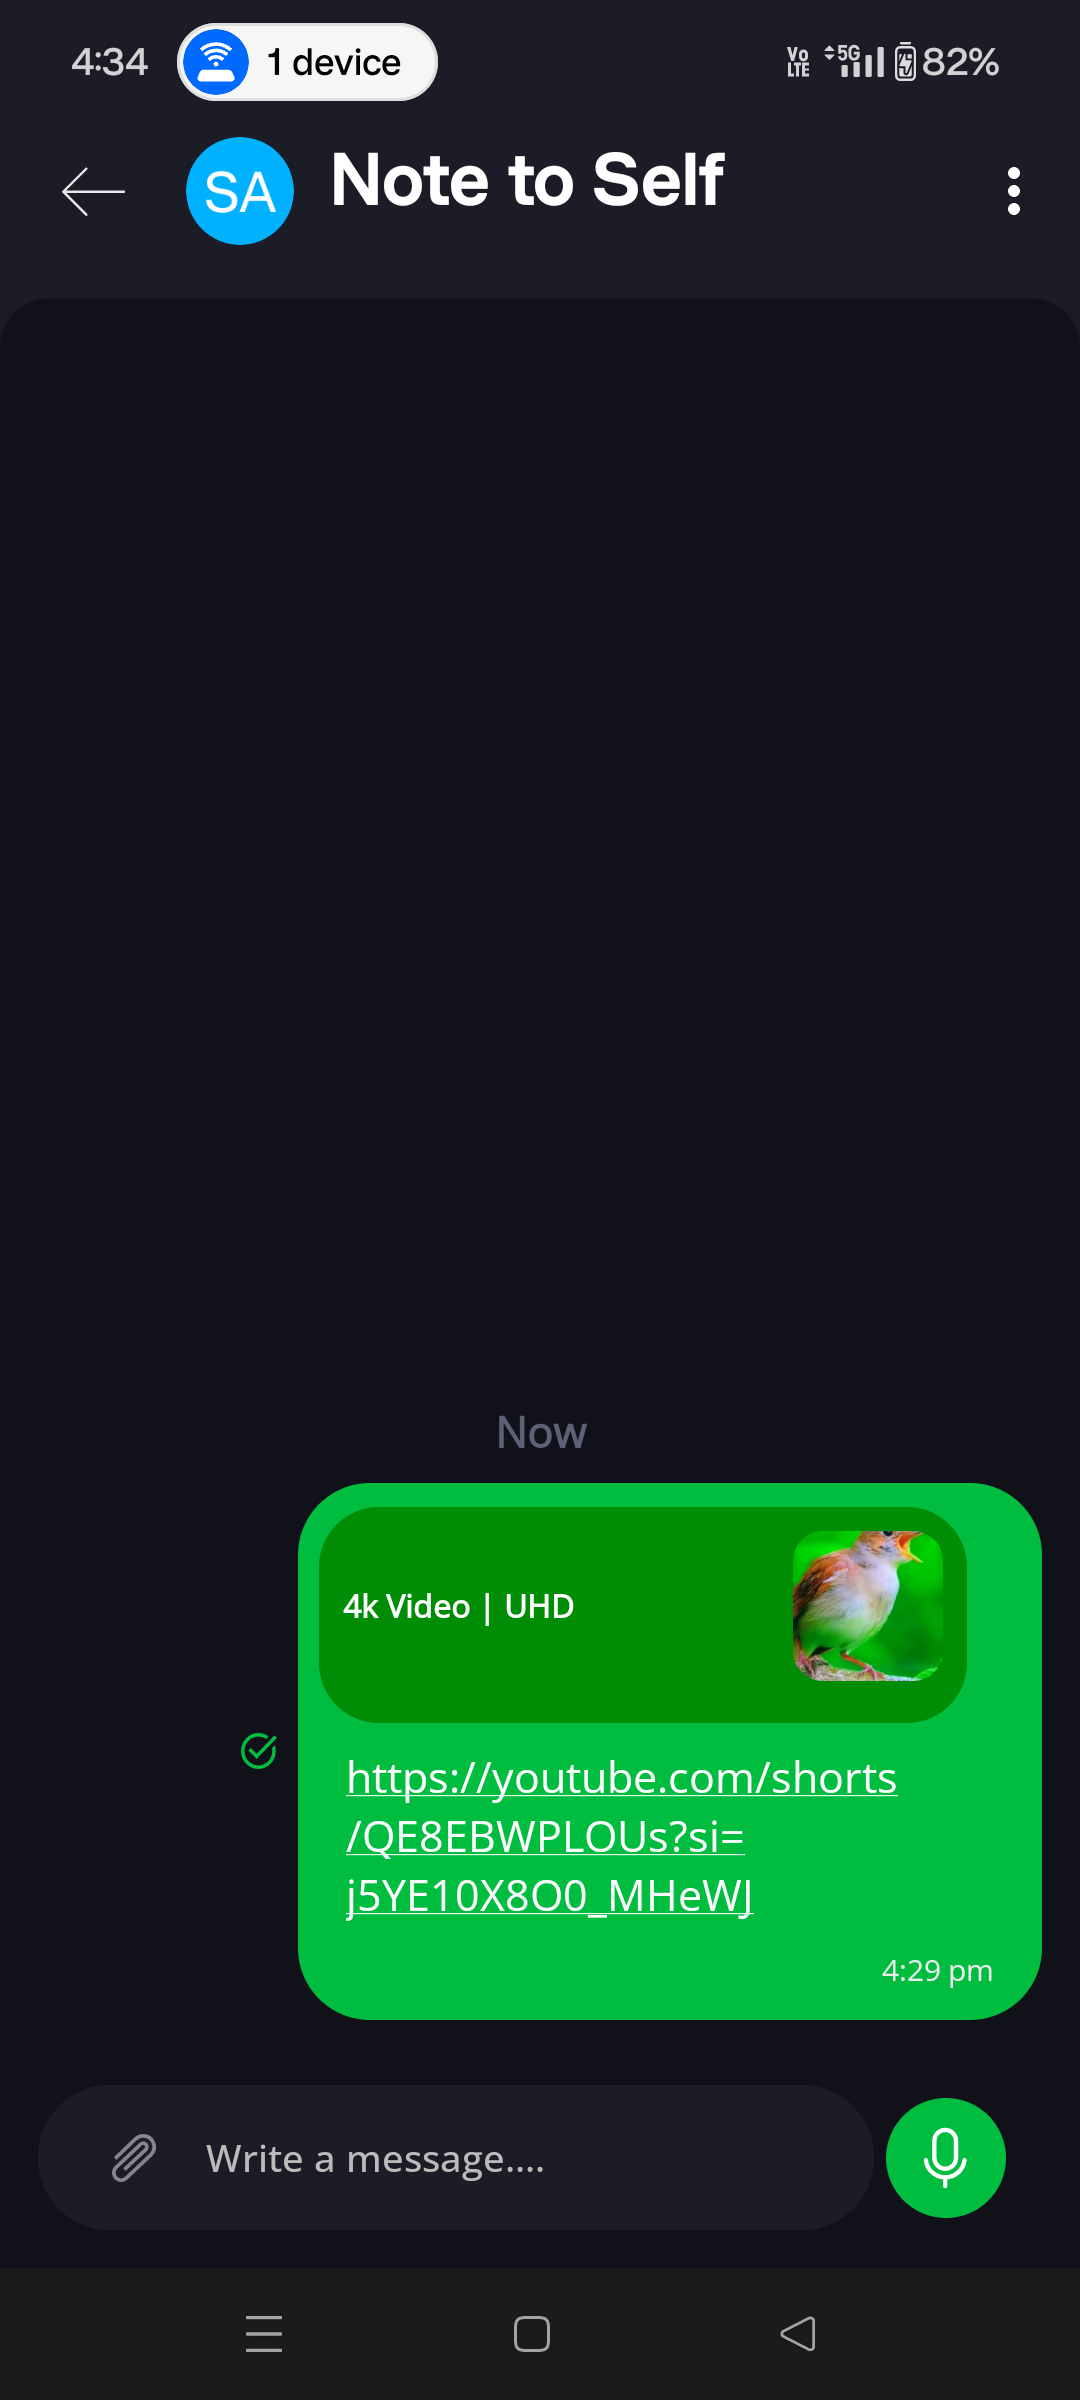 4:34
1 device
Vo
LTE
5G
82%
SA
Note to Self
Now
4k Video | UHD
https://youtube.com/shorts
/QE8EBWPLOUs?si=
j5YE10X8O0_MHeWJ
4:29 pm
Write a message....